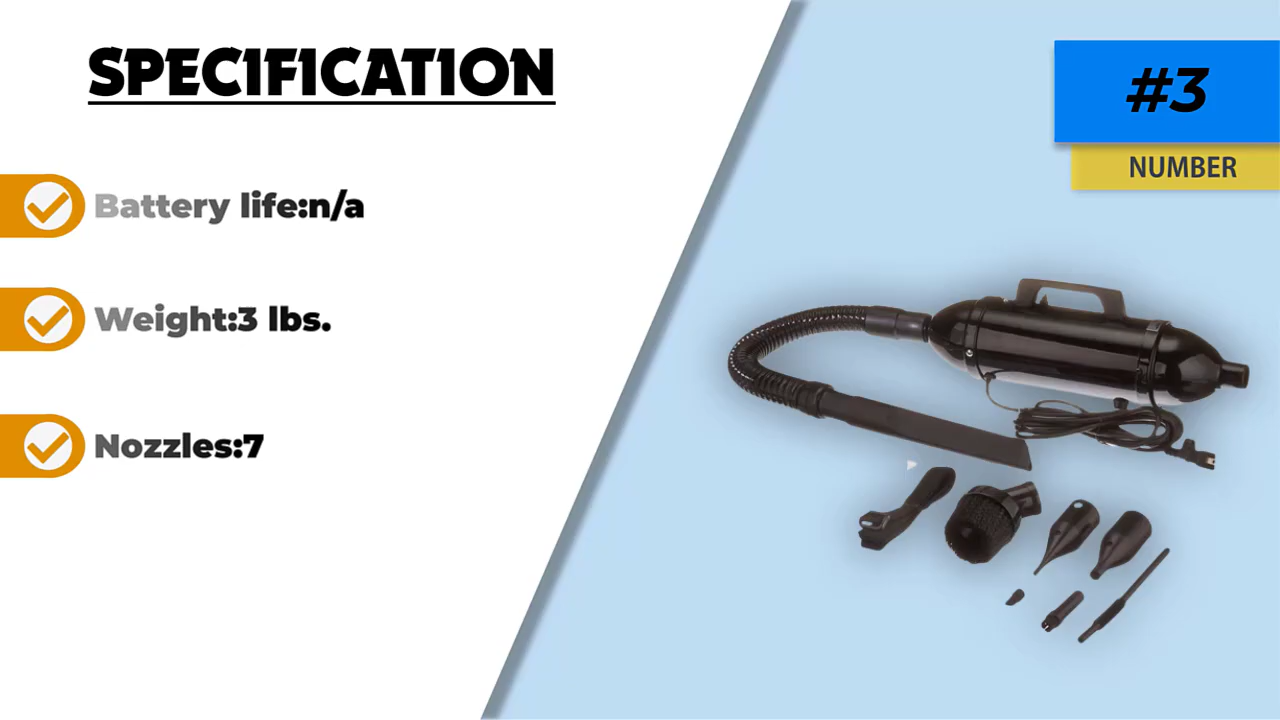 SPECIFICATION
#3
NUMBER
Battery life:n/a
Weight:3 lbs.
Nozzles:7